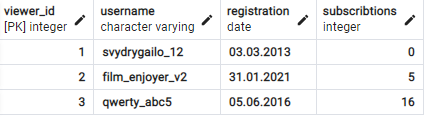 viewer_id username registration subscribtions
[PK] integer character varying date integer
1 svydrygailo_12 03.03.2013 0
2 film_enjoyer_v2 31.01.2021 5
3 qwerty_abc5 05.06.2016 16